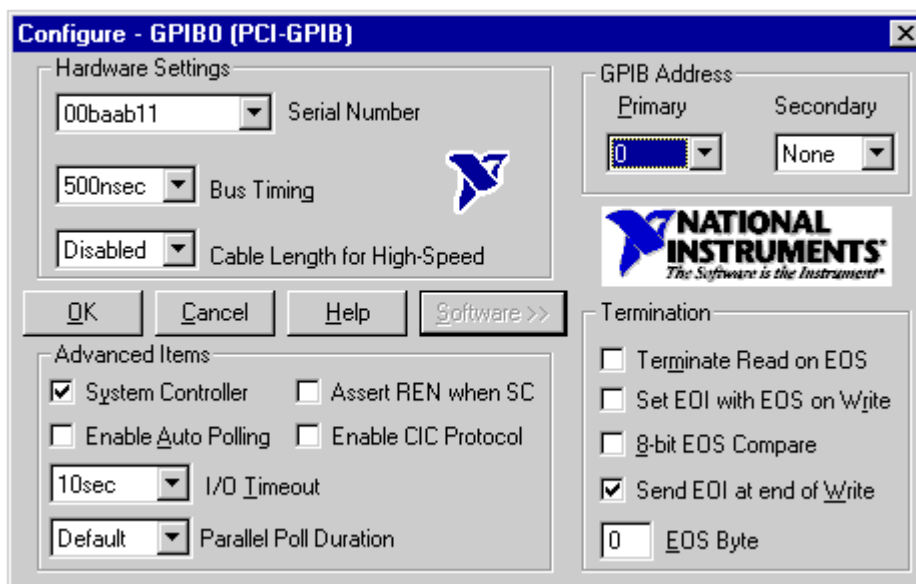 Configure - GPIB0 (PCI-GPIB)
Hardware Settings
00baab11 Serial Number
500nsec Bus Timing
Disabled Cable Length for High-Speed
GPIB Address
Primary Secondary
0 None
NATIONAL
INSTRUMENTS®
The Software is the Instrument®
OK Cancel Help Software >>
Advanced Items
System Controller Assert REN when SC
Enable Auto Polling Enable CIC Protocol
10sec I/O Timeout
Default Parallel Poll Duration
Termination
Terminate Read on EOS
Set EOI with EOS on Write
8-bit EOS Compare
Send EOI at end of Write
0 EOS Byte